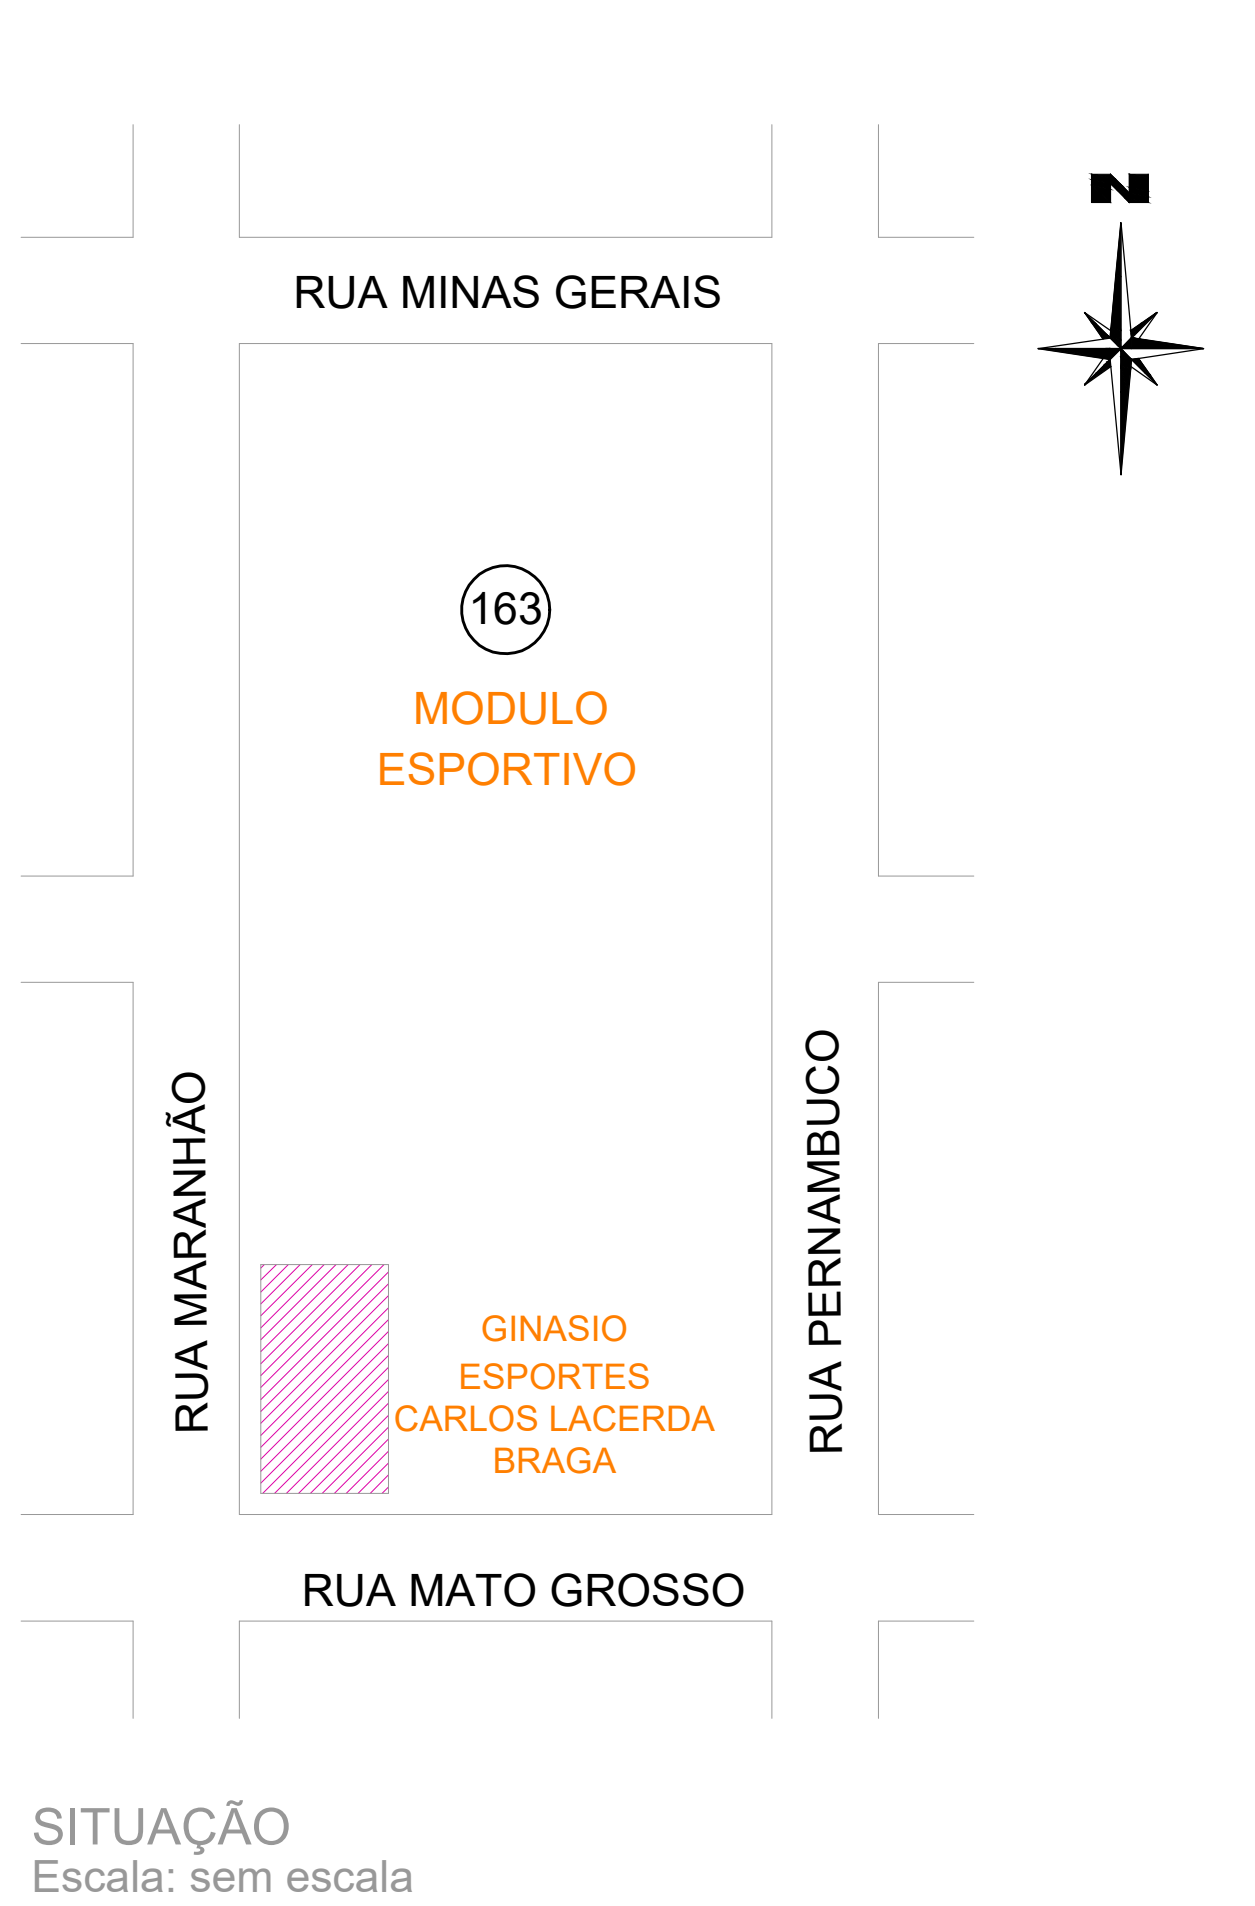 N
RUA MINAS GERAIS
163
MODULO
ESPORTIVO
RUA MARANHÃO
RUA PERNAMBUCO
GINASIO
ESPORTES
CARLOS LACERDA
BRAGA
RUA MATO GROSSO
SITUAÇÃO
Escala: sem escala